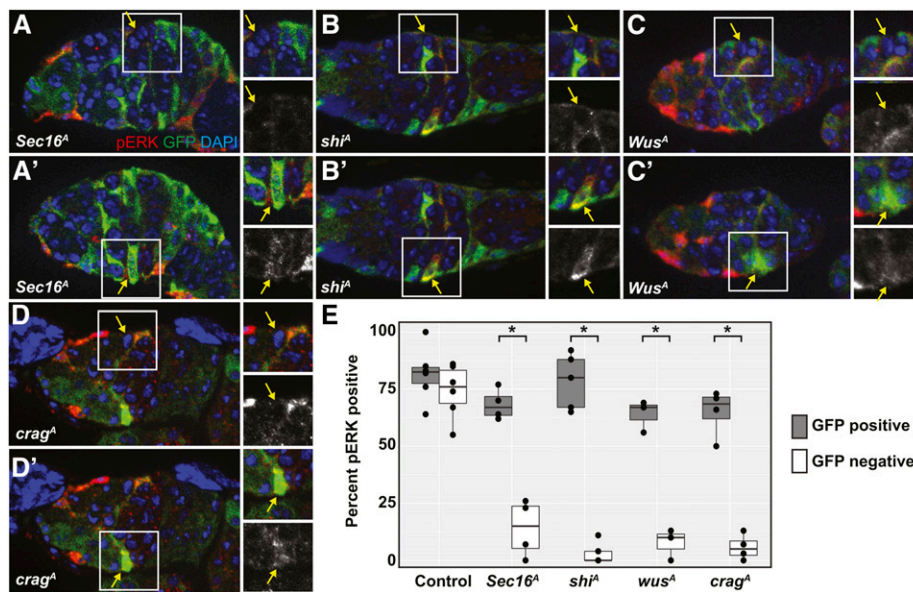 A
Sec16ᴬ
pERK GFP DAPI
B
shiᴬ
C
Wusᴬ
A'
Sec16ᴬ
B'
shiᴬ
C'
Wusᴬ
D
cragᴬ
D'
cragᴬ
E
Percent pERK positive
100
75
50
25
0
* * * *
Control Sec16ᴬ shiᴬ wusᴬ cragᴬ
GFP positive
GFP negative